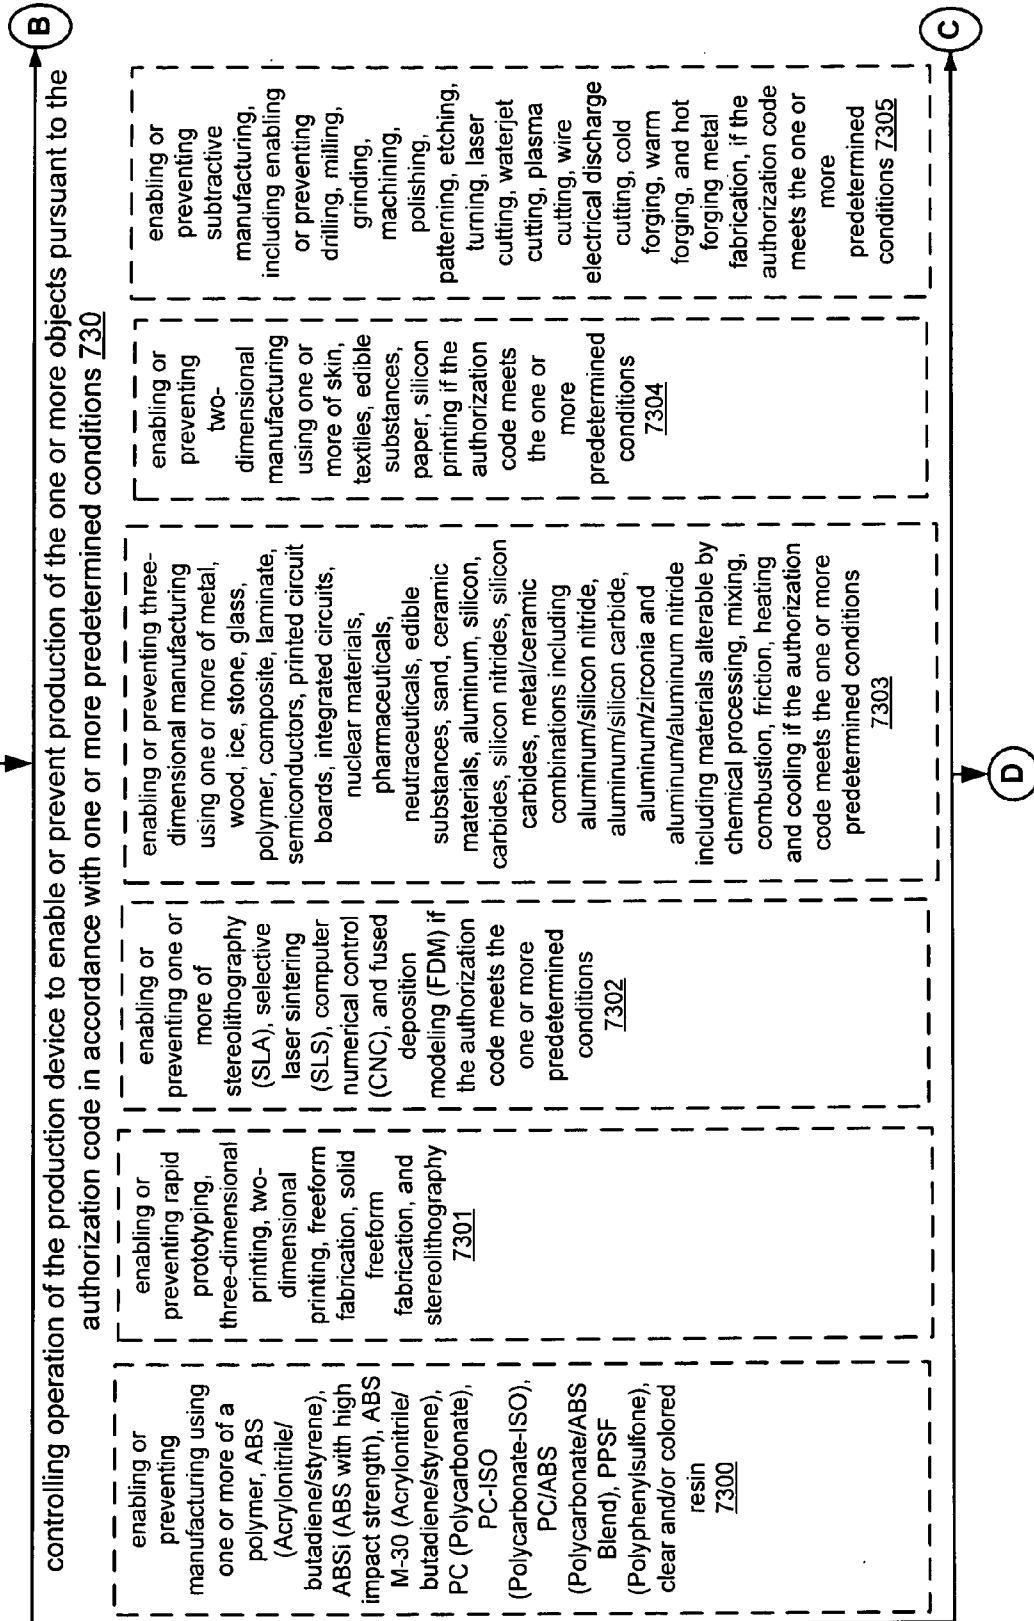 B
controlling operation of the production device to enable or prevent production of the one or more objects pursuant to the
authorization code in accordance with one or more predetermined conditions 730
enabling or
preventing
manufacturing using
one or more of a
polymer, ABS
(Acrylonitrile/
butadiene/styrene),
ABSi (ABS with high
impact strength), ABS
M-30 (Acrylonitrile/
butadiene/styrene),
PC (Polycarbonate),
PC-ISO
(Polycarbonate-ISO),
PC/ABS
(Polycarbonate/ABS
Blend), PPSF
(Polyphenylsulfone),
clear and/or colored
resin
7300
enabling or
preventing rapid
prototyping,
three-dimensional
printing, two-
dimensional
printing, freeform
fabrication, solid
freeform
fabrication, and
stereolithography
7301
enabling or
preventing one or
more of
stereolithography
(SLA), selective
laser sintering
(SLS), computer
numerical control
(CNC), and fused
deposition
modeling (FDM) if
the authorization
code meets the
one or more
predetermined
conditions
7302
enabling or preventing three-
dimensional manufacturing
using one or more of metal,
wood, ice, stone, glass,
polymer, composite, laminate,
semiconductors, printed circuit
boards, integrated circuits,
nuclear materials,
pharmaceuticals,
neutraceuticals, edible
substances, sand, ceramic
materials, aluminum, silicon,
carbides, silicon nitrides, silicon
carbides, metal/ceramic
combinations including
aluminum/silicon nitride,
aluminum/silicon carbide,
aluminum/zirconia and
aluminum/aluminum nitride
including materials alterable by
chemical processing, mixing,
combustion, friction, heating
and cooling if the authorization
code meets the one or more
predetermined conditions
7303
enabling or
preventing
two-
dimensional
manufacturing
using one or
more of skin,
textiles, edible
substances,
paper, silicon
printing if the
authorization
code meets
the one or
more
predetermined
conditions
7304
enabling or
preventing
subtractive
manufacturing,
including enabling
or preventing
drilling, milling,
grinding,
machining,
polishing,
patterning, etching,
turning, laser
cutting, waterjet
cutting, plasma
cutting, wire
electrical discharge
cutting, cold
forging, warm
forging, and hot
forging metal
fabrication, if the
authorization code
meets the one or
more
predetermined
conditions 7305
C
D